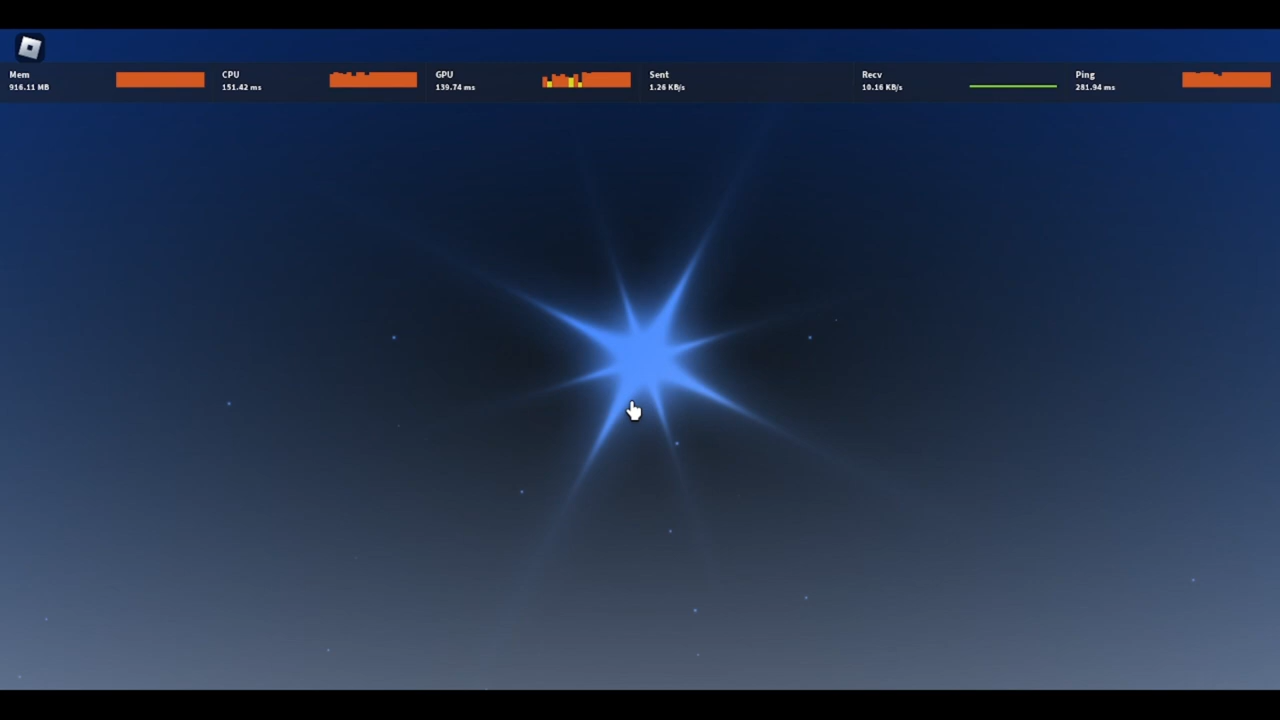 Mem CPU GPU Sent Recv Ping
916.11 MB 151.42 ms 139.74 ms 1.26 KB/s 10.16 KB/s 281.94 ms